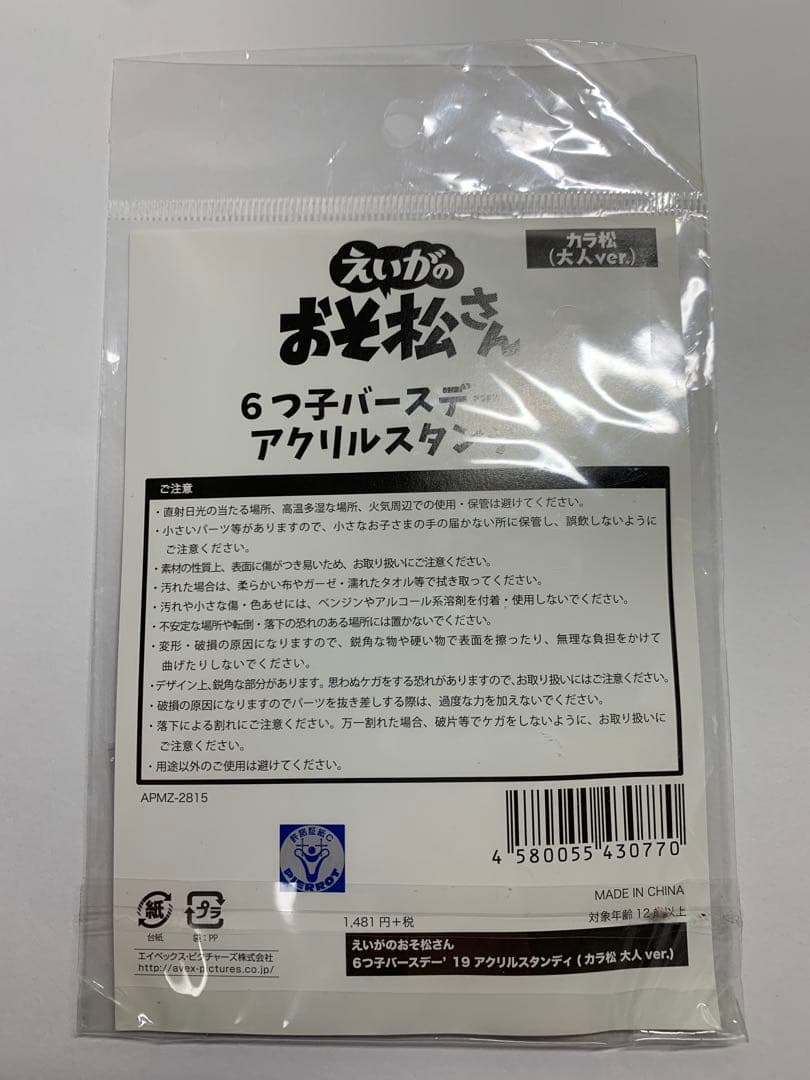 カラ松
(大人ver.)
えいがの
おそ松さん
6つ子バースデー
アクリルスタンディ
ご注意
・直射日光の当たる場所、高温多湿な場所、火気周辺での使用・保管は避けてください。
・小さいパーツ等がありますので、小さなお子さまの手の届かない所に保管し、誤飲しないように
ご注意ください。
・素材の性質上、表面に傷がつき易いため、お取り扱いにご注意ください。
・汚れた場合は、柔らかい布やガーゼ・濡れたタオル等で拭き取ってください。
・汚れや小さな傷・色あせには、ベンジンやアルコール系溶剤を付着・使用しないでください。
・不安定な場所や転倒・落下の恐れのある場所には置かないでください。
・変形・破損の原因になりますので、鋭角な物や硬い物で表面を擦ったり、無理な負担をかけて
曲げたりしないでください。
・デザイン上、鋭角な部分があります。思わぬケガをする恐れがありますので、お取り扱いにはご注意ください。
・破損の原因になりますのでパーツを抜き差しする際は、過度な力を加えないでください。
・落下による割れにご注意ください。万一割れた場合、破片等でケガをしないように、お取り扱いに
ご注意ください。
・用途以外のご使用は避けてください。
APMZ-2815
4 580055 430770
許諾証紙C
PIERROT
MADE IN CHINA
対象年齢12歳以上
紙
台紙
プラ
袋:PP
1,481円+税
エイベックス・ピクチャーズ株式会社
http://avex-pictures.co.jp/
えいがのおそ松さん
6つ子バースデー'19 アクリルスタンディ(カラ松 大人ver.)